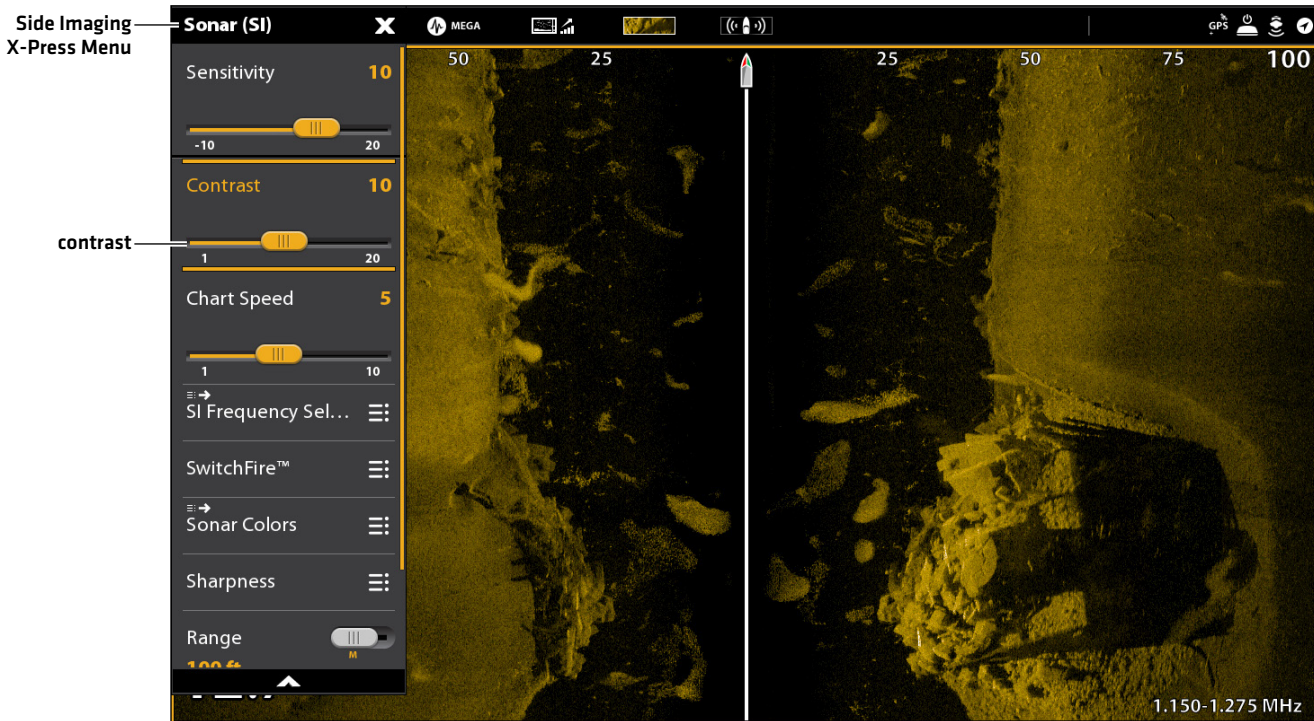 Side Imaging
X-Press Menu
Sonar (SI)
MEGA
GPS
50 25 25 50 75 100
Sensitivity 10
-10 20
Contrast 10
contrast
1 20
Chart Speed 5
1 10
SI Frequency Sel...
SwitchFire™
Sonar Colors
Sharpness
Range
M
100 ft
1.150-1.275 MHz